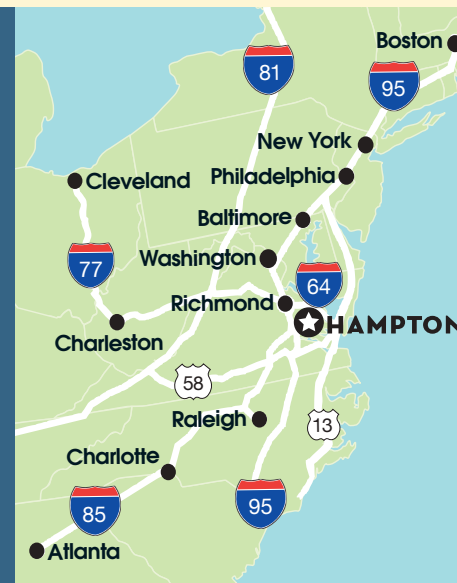 Boston
81
95
New York
Cleveland
Philadelphia
Baltimore
77
Washington
64
Richmond
HAMPTON
Charleston
58
Raleigh
13
Charlotte
85
95
Atlanta